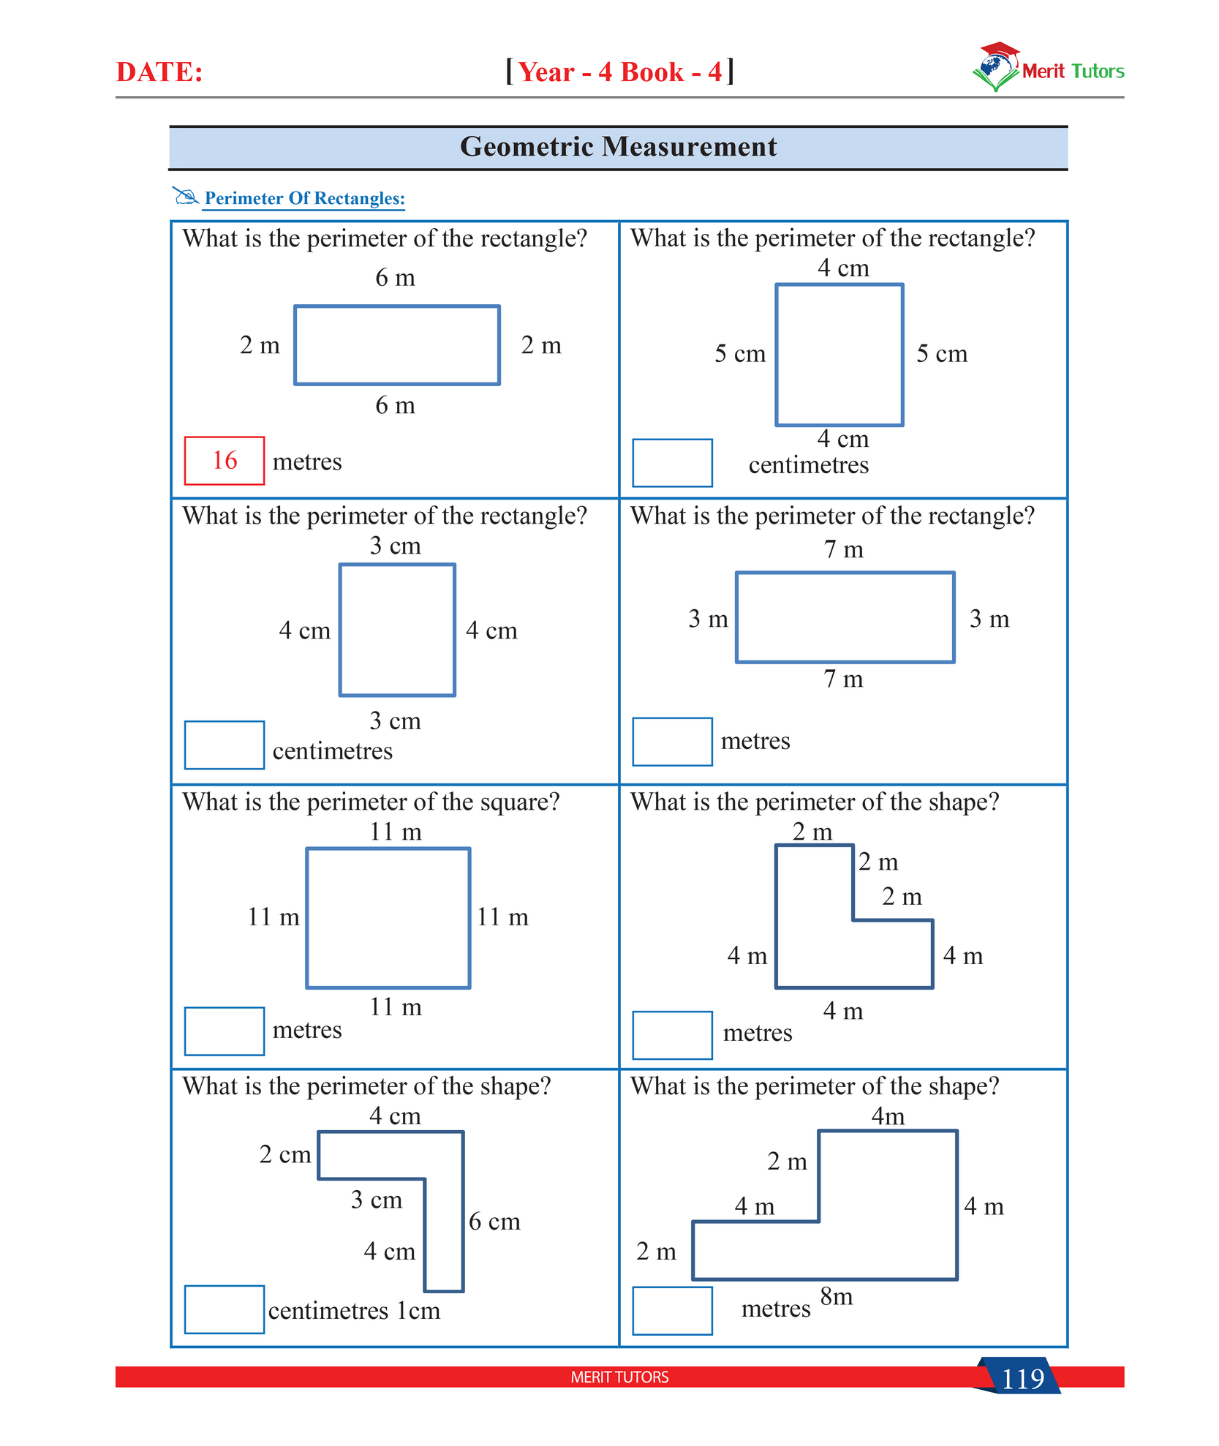 DATE:
[Year - 4 Book - 4]
Merit Tutors
Geometric Measurement
Perimeter Of Rectangles:
What is the perimeter of the rectangle?
6 m
2 m
2 m
6 m
16 metres
What is the perimeter of the rectangle?
4 cm
5 cm
5 cm
4 cm
centimetres
What is the perimeter of the rectangle?
3 cm
4 cm
4 cm
3 cm
centimetres
What is the perimeter of the rectangle?
7 m
3 m
3 m
7 m
metres
What is the perimeter of the square?
11 m
11 m
11 m
11 m
metres
What is the perimeter of the shape?
2 m
2 m
2 m
4 m
4 m
4 m
metres
What is the perimeter of the shape?
4 cm
2 cm
3 cm
6 cm
4 cm
centimetres 1cm
What is the perimeter of the shape?
4m
2 m
4 m
4 m
2 m
8m
metres
MERIT TUTORS
119